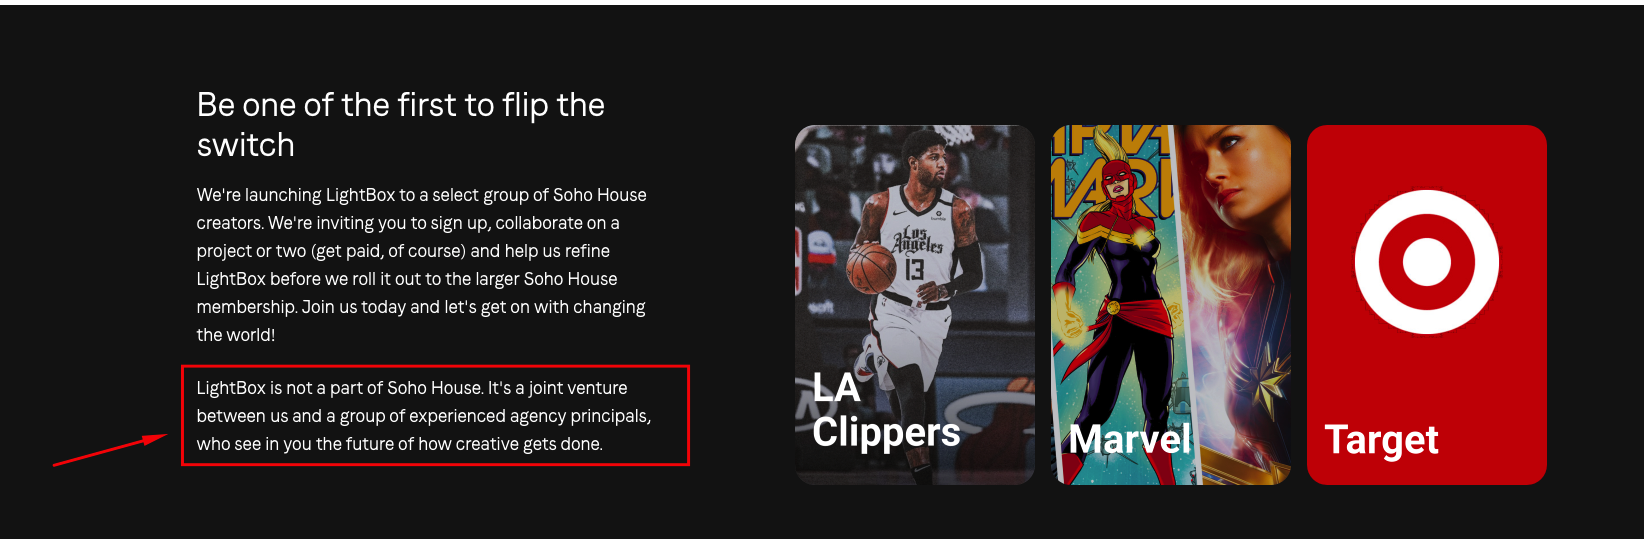 Be one of the first to flip the
switch
We're launching LightBox to a select group of Soho House
creators. We're inviting you to sign up, collaborate on a
project or two (get paid, of course) and help us refine
LightBox before we roll it out to the larger Soho House
membership. Join us today and let's get on with changing
the world!
LightBox is not a part of Soho House. It's a joint venture
between us and a group of experienced agency principals,
who see in you the future of how creative gets done.
Los
Angeles
13
LA
Clippers
Marvel
Target